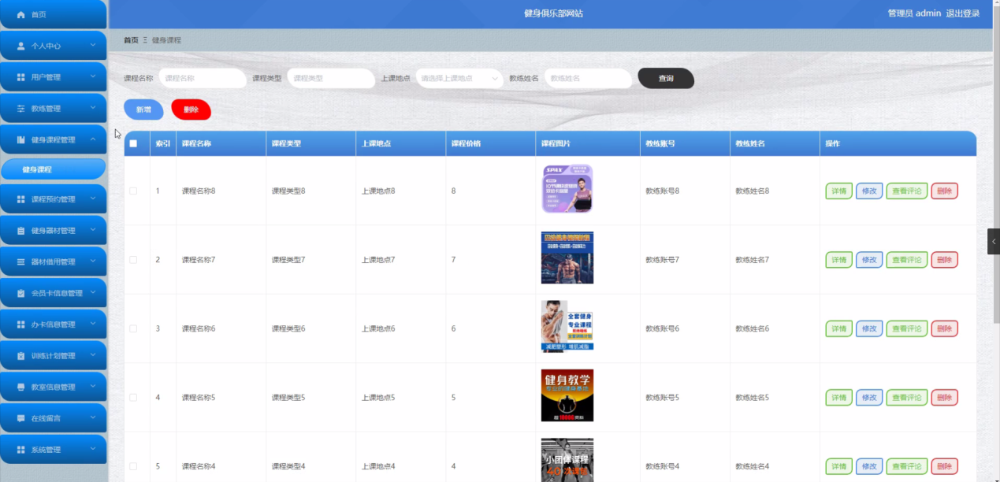 健身俱乐部网站
管理员 admin 退出登录
首页
个人中心
用户管理
教练管理
健身课程管理
健身课程
课程预约管理
健身器材管理
器材借用管理
会员卡信息管理
办卡信息管理
训练计划管理
教室信息管理
在线留言
系统管理
首页 Ξ 健身课程
课程名称 课程名称 课程类型 课程类型 上课地点 请选择上课地点 教练姓名 教练姓名 查询
新增 删除
索引 课程名称 课程类型 上课地点 课程价格 课程图片 教练账号 教练姓名 操作
1 课程名称8 课程类型8 上课地点8 8 教练账号8 教练姓名8 详情 修改 查看评论 删除
SPAX
2 课程名称7 课程类型7 上课地点7 7 教练账号7 教练姓名7 详情 修改 查看评论 删除
3 课程名称6 课程类型6 上课地点6 6 教练账号6 教练姓名6 详情 修改 查看评论 删除
全套健身
专业课程
减肥塑形 增肌减脂
4 课程名称5 课程类型5 上课地点5 5 教练账号5 教练姓名5 详情 修改 查看评论 删除
健身教学
5 课程名称4 课程类型4 上课地点4 4 教练账号4 教练姓名4 详情 修改 查看评论 删除
小团体课程